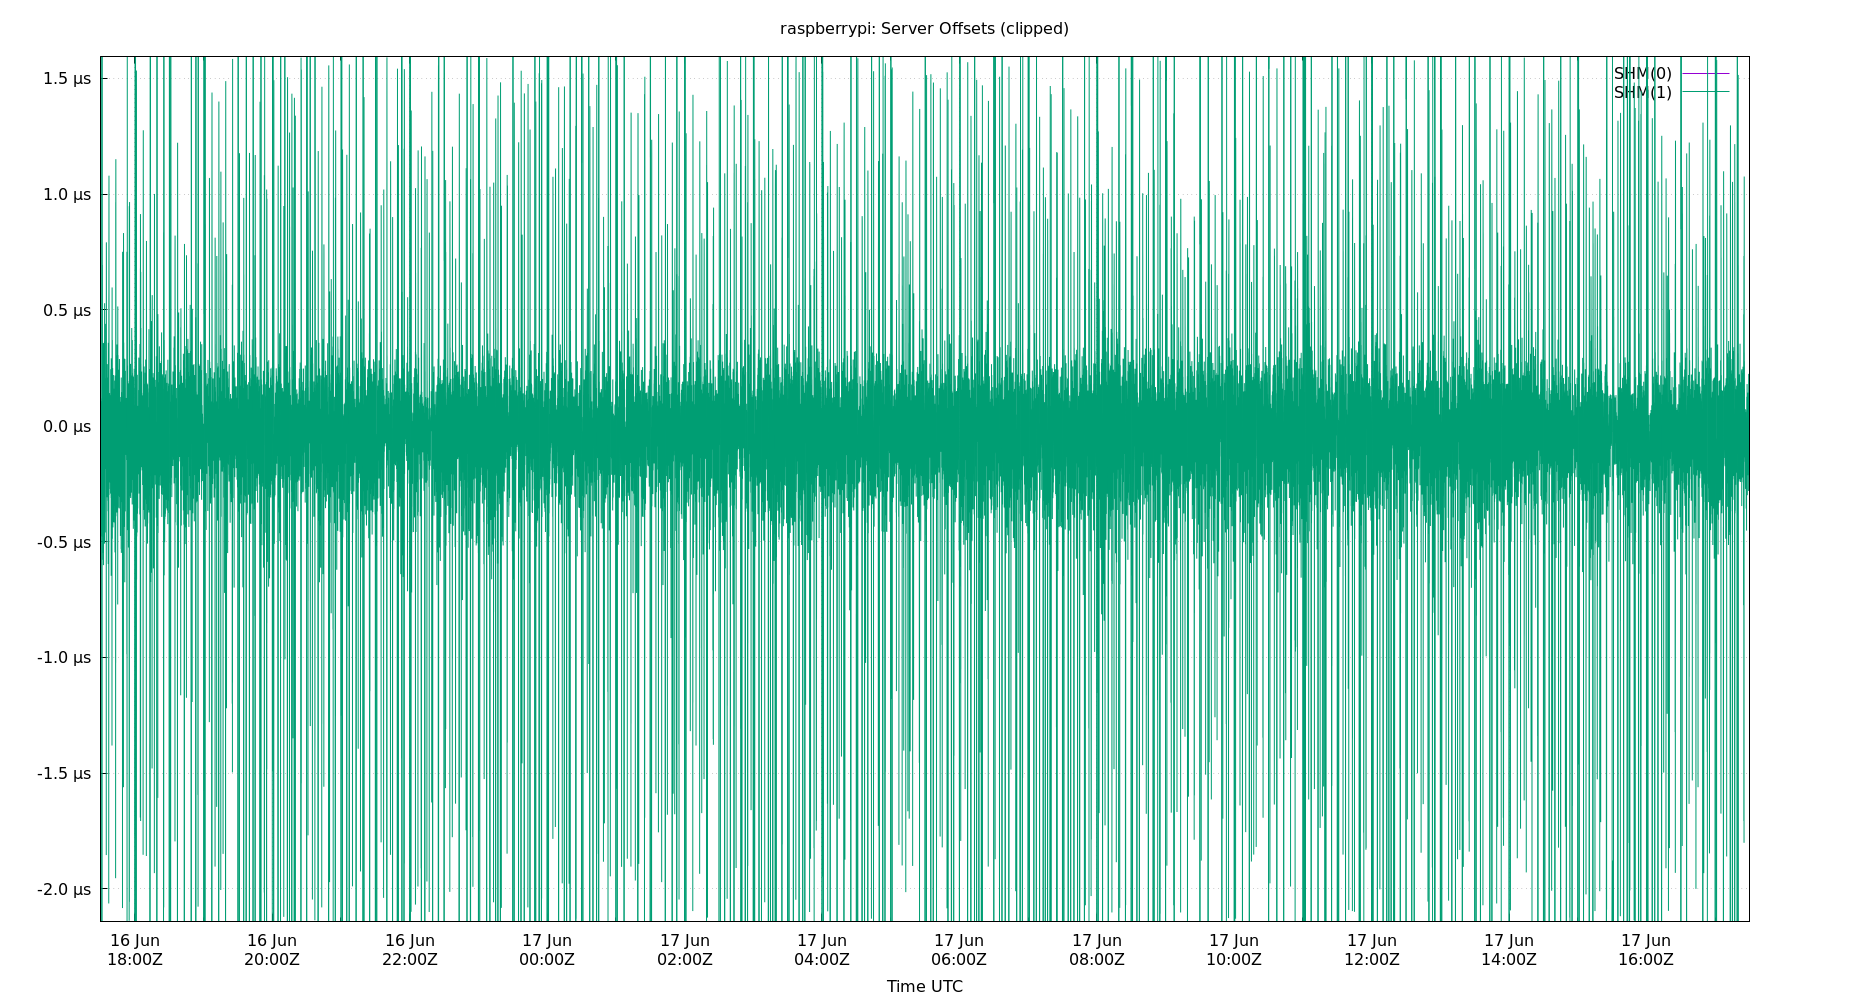 raspberrypi: Server Offsets (clipped)
SHM(0)
SHM(1)
1.5 µs
1.0 µs
0.5 µs
0.0 µs
-0.5 µs
-1.0 µs
-1.5 µs
-2.0 µs
16 Jun 16 Jun 16 Jun 17 Jun 17 Jun 17 Jun 17 Jun 17 Jun 17 Jun 17 Jun 17 Jun 17 Jun
18:00Z 20:00Z 22:00Z 00:00Z 02:00Z 04:00Z 06:00Z 08:00Z 10:00Z 12:00Z 14:00Z 16:00Z
Time UTC